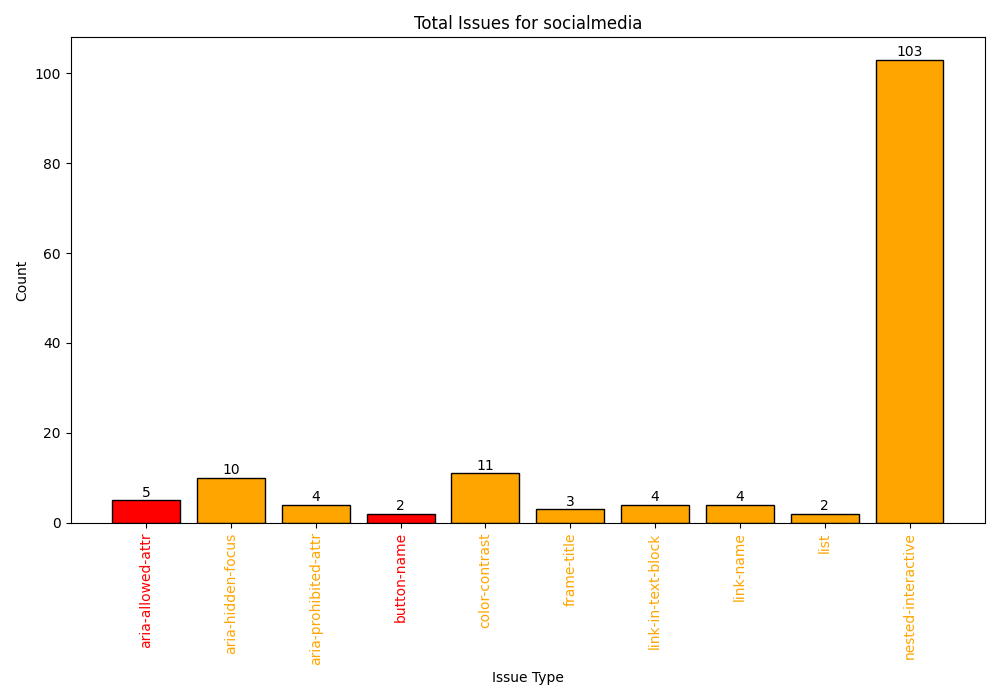 Total Issues for socialmedia
Count
100
80
60
40
20
0
5
10
4
2
11
3
4
4
2
103
aria-allowed-attr
aria-hidden-focus
aria-prohibited-attr
button-name
color-contrast
frame-title
link-in-text-block
link-name
list
nested-interactive
Issue Type